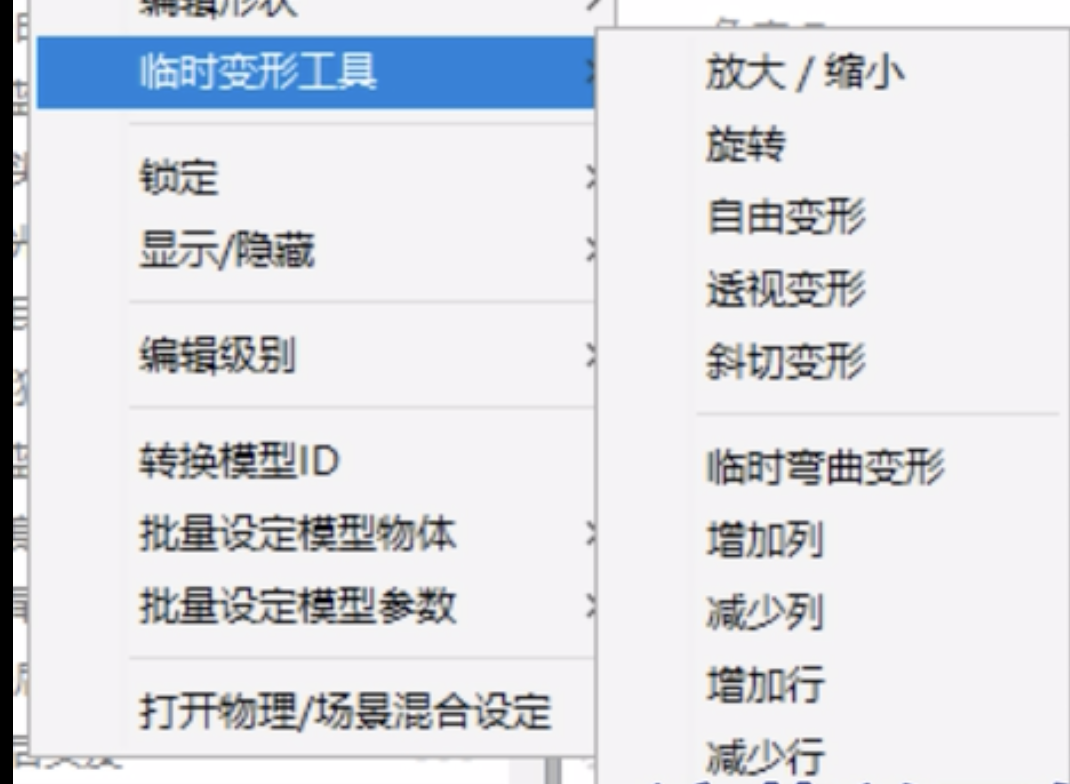 编辑形状
临时变形工具
锁定
显示/隐藏
编辑级别
转换模型ID
批量设定模型物体
批量设定模型参数
打开物理/场景混合设定
放大 / 缩小
旋转
自由变形
透视变形
斜切变形
临时弯曲变形
增加列
减少列
增加行
减少行